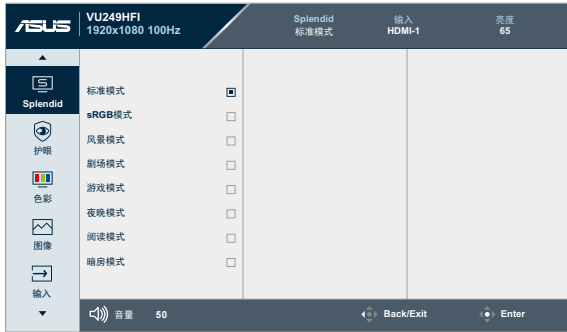 ASUS
VU249HFI
1920x1080 100Hz
Splendid
标准模式
输入
HDMI-1
亮度
65
Splendid
护眼
色彩
图像
输入
标准模式
sRGB模式
风景模式
剧场模式
游戏模式
夜晚模式
阅读模式
暗房模式
音量 50
Back/Exit
Enter